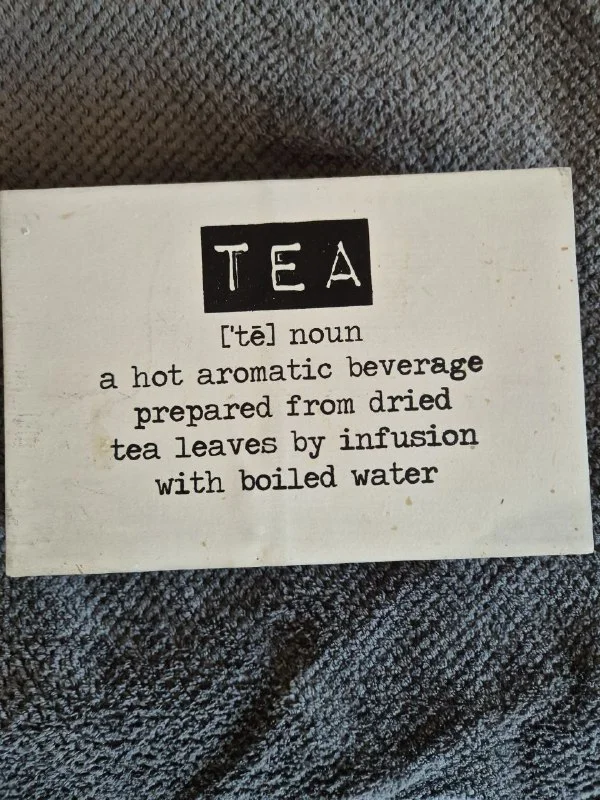 TEA
['tē] noun
a hot aromatic beverage
prepared from dried
tea leaves by infusion
with boiled water